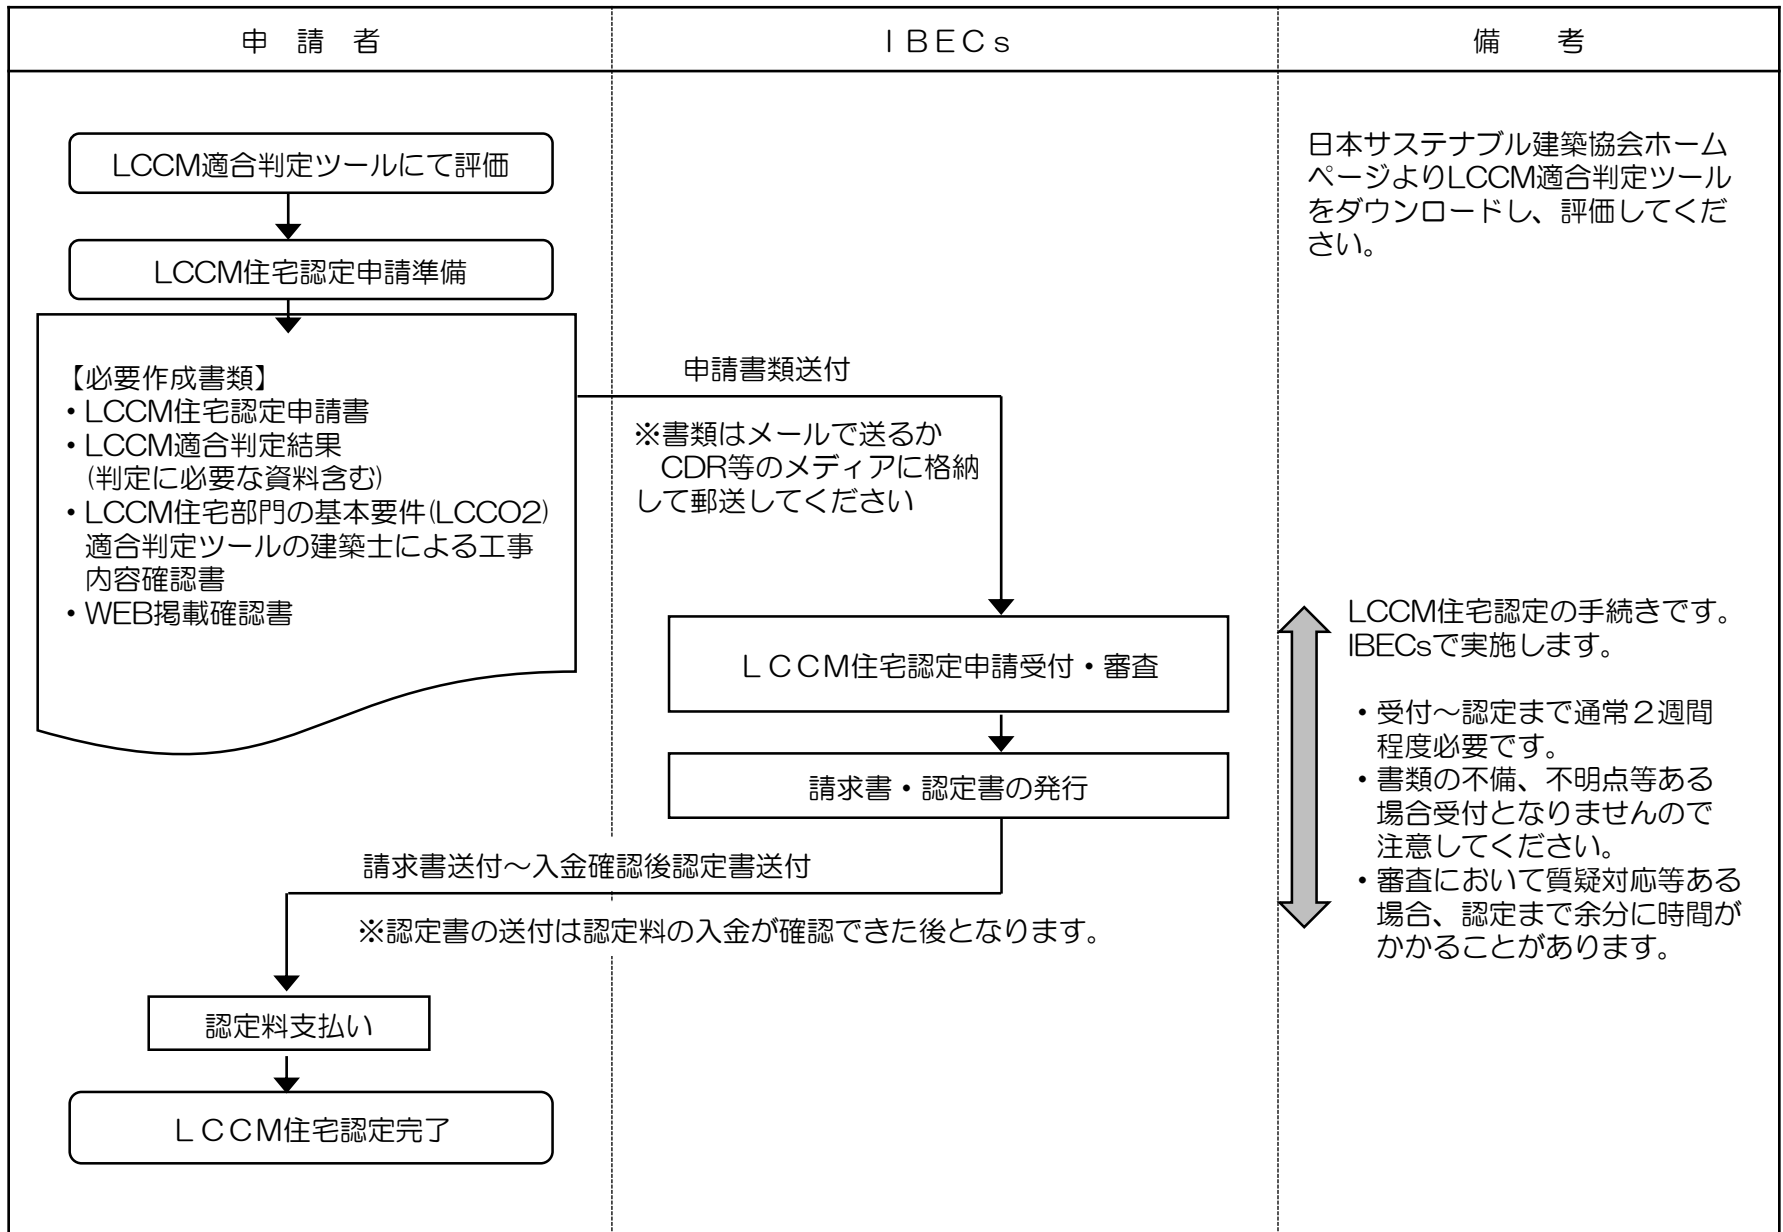 申 請 者
ＩＢＥＣｓ
備 考
LCCM適合判定ツールにて評価
LCCM住宅認定申請準備
【必要作成書類】
・LCCM住宅認定申請書
・LCCM適合判定結果
(判定に必要な資料含む)
・LCCM住宅部門の基本要件(LCCO2)
適合判定ツールの建築士による工事
内容確認書
・WEB掲載確認書
申請書類送付
※書類はメールで送るか
CDR等のメディアに格納
して郵送してください
ＬＣＣＭ住宅認定申請受付・審査
請求書・認定書の発行
請求書送付～入金確認後認定書送付
※認定書の送付は認定料の入金が確認できた後となります。
認定料支払い
ＬＣＣＭ住宅認定完了
日本サステナブル建築協会ホーム
ページよりLCCM適合判定ツール
をダウンロードし、評価してくだ
さい。
LCCM住宅認定の手続きです。
IBECsで実施します。
・受付～認定まで通常２週間
程度必要です。
・書類の不備、不明点等ある
場合受付となりませんので
注意してください。
・審査において質疑対応等ある
場合、認定まで余分に時間が
かかることがあります。